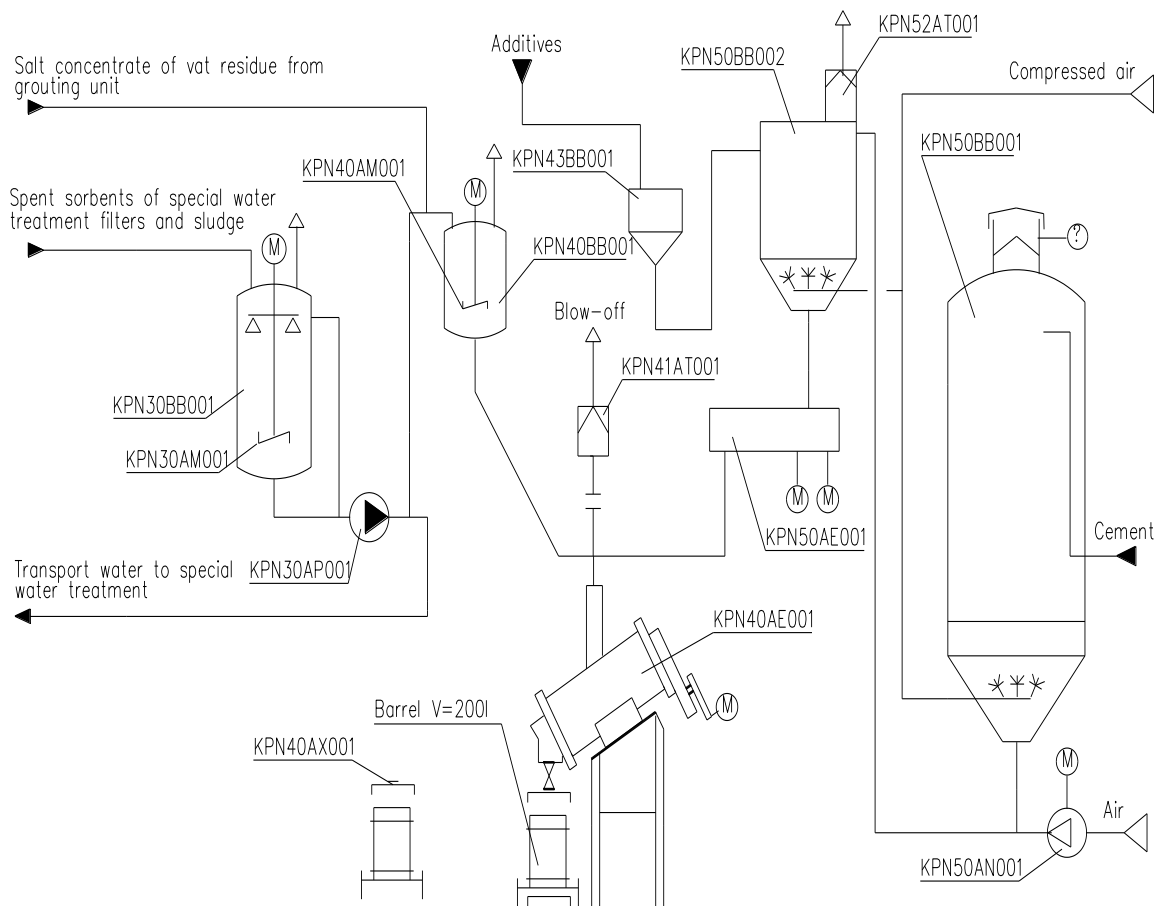 KPN52AT001
Additives
KPN50BB002
Salt concentrate of vat residue from
grouting unit
Compressed air
KPN50BB001
KPN43BB001
KPN40AM001
M
Spent sorbents of special water
treatment filters and sludge
M
KPN40BB001
?
Blow-off
KPN41AT001
KPN30BB001
KPN30AM001
M
M
KPN50AE001
Cement
Transport water to special
water treatment
KPN30AP001
KPN40AE001
Barrel V=200l
M
KPN40AX001
M
Air
KPN50AN001